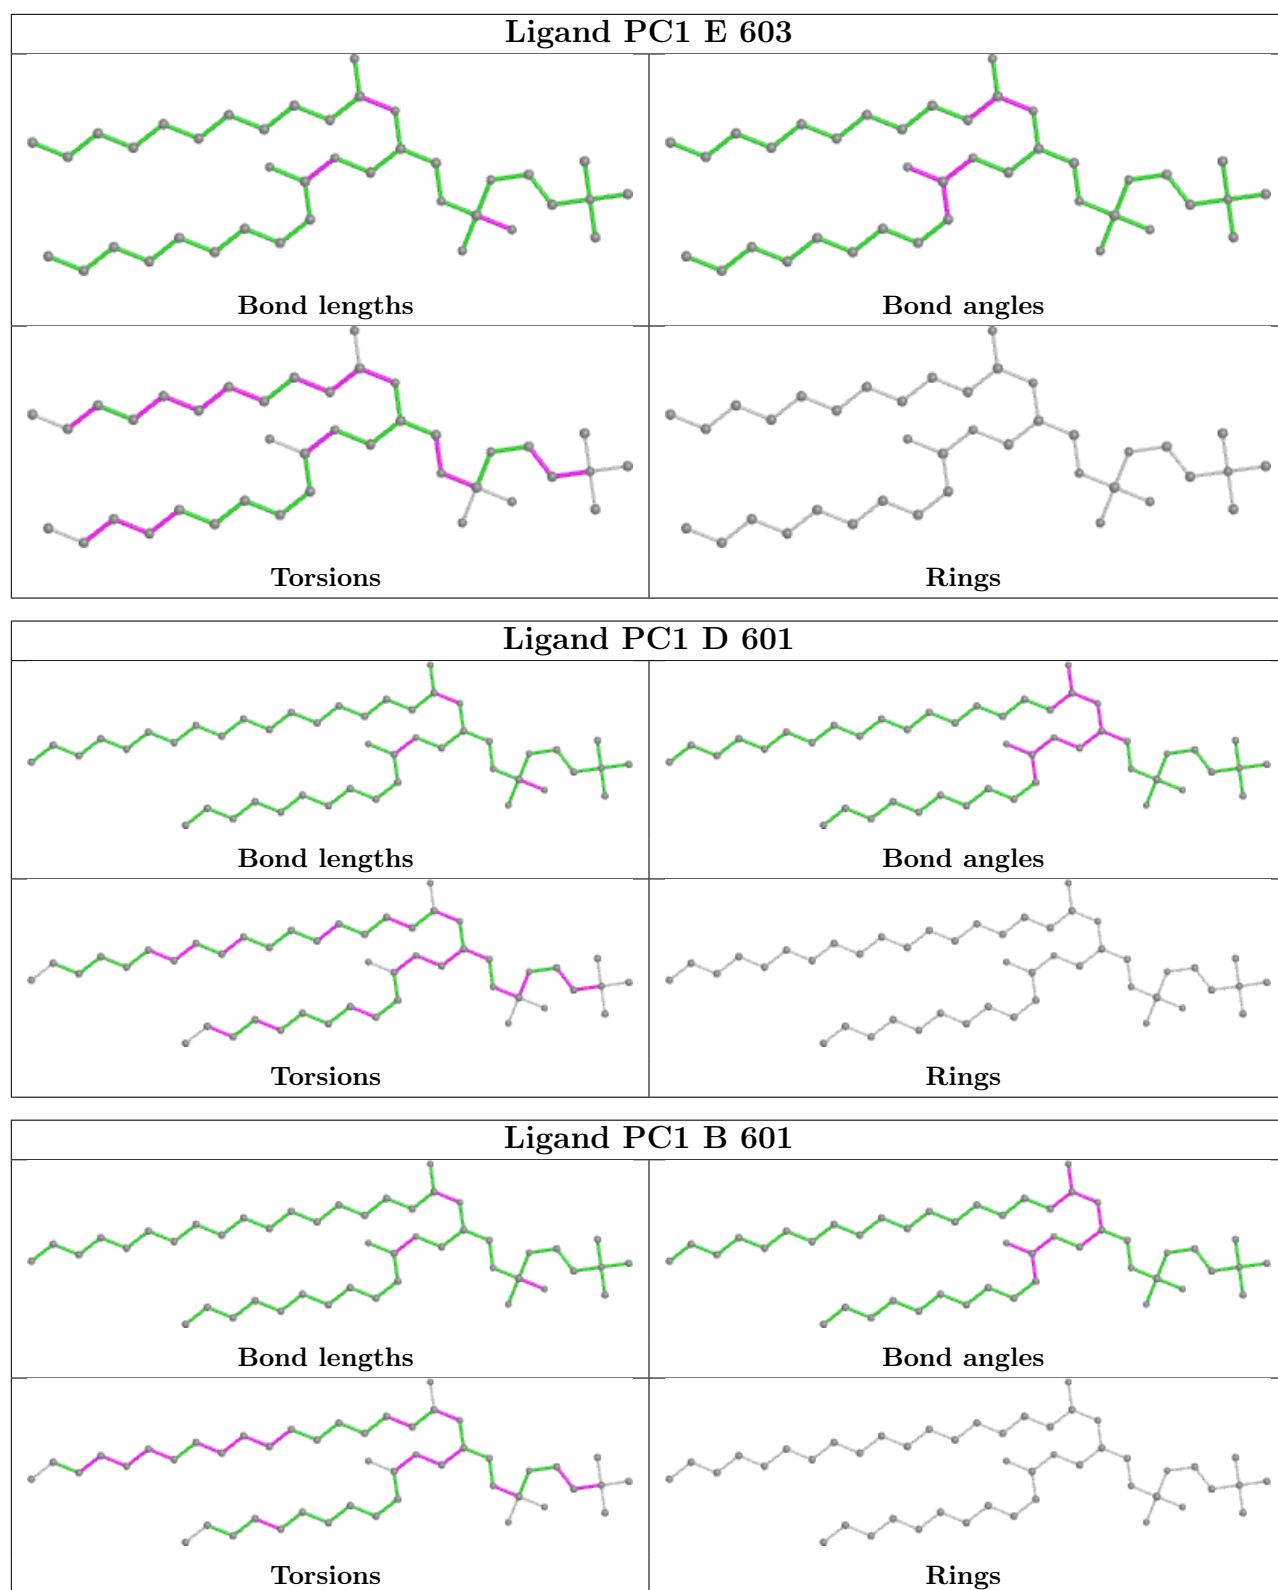 Ligand PC1 E 603
Bond lengths
Bond angles
Torsions
Rings
Ligand PC1 D 601
Bond lengths
Bond angles
Torsions
Rings
Ligand PC1 B 601
Bond lengths
Bond angles
Torsions
Rings